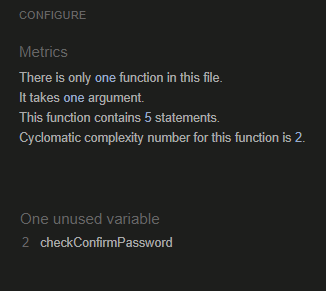 CONFIGURE
Metrics
There is only one function in this file.
It takes one argument.
This function contains 5 statements.
Cyclomatic complexity number for this function is 2.
One unused variable
2 checkConfirmPassword